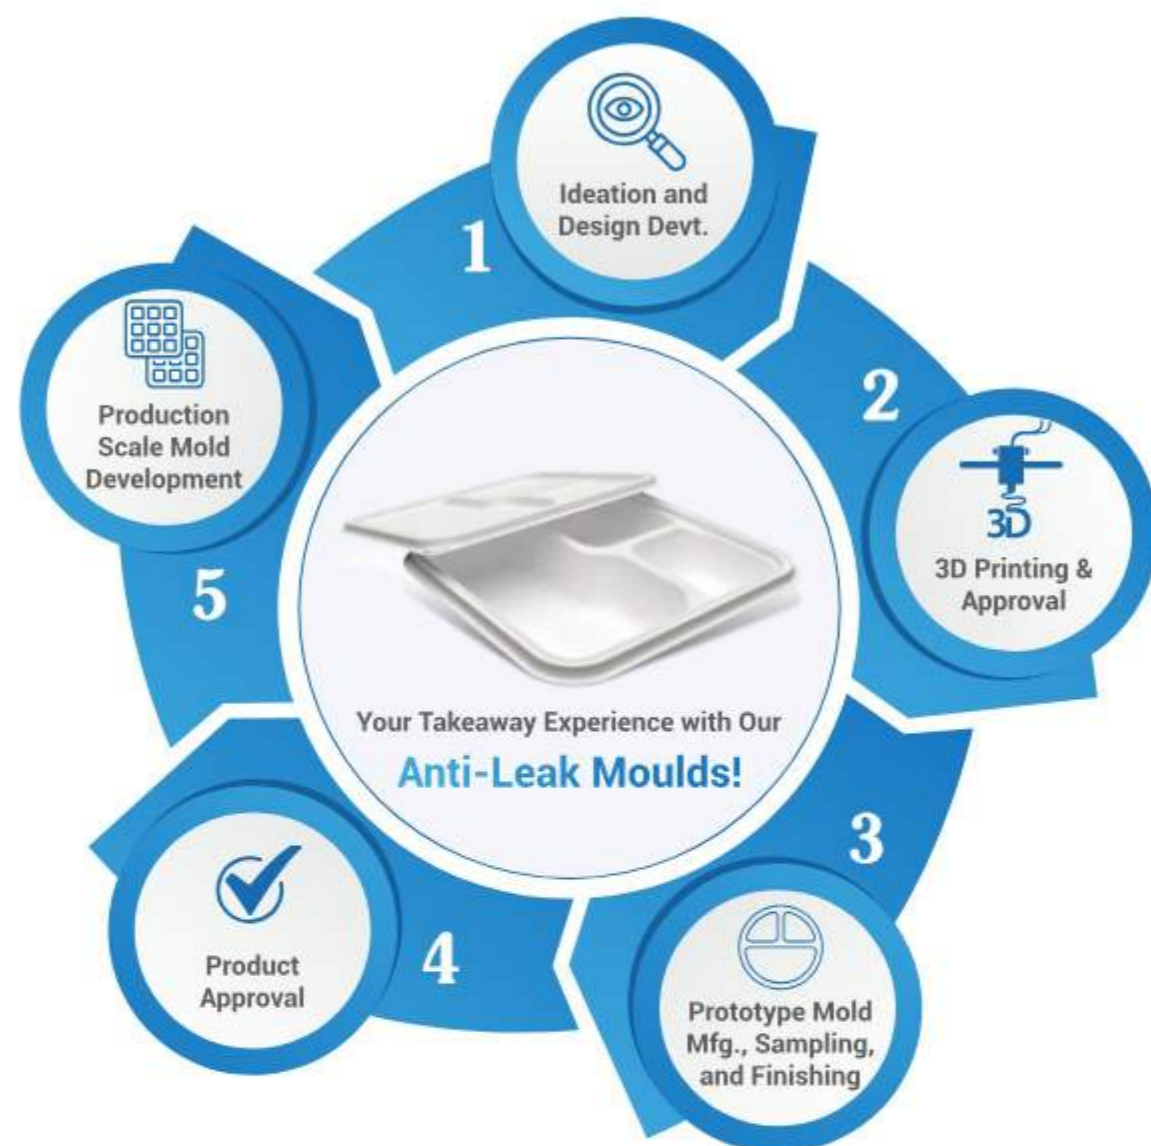 1
Ideation and
Design Devt.
2
3D
3D Printing &
Approval
3
Prototype Mold
Mfg., Sampling,
and Finishing
4
Product
Approval
5
Production
Scale Mold
Development
Your Takeaway Experience with Our
Anti-Leak Moulds!